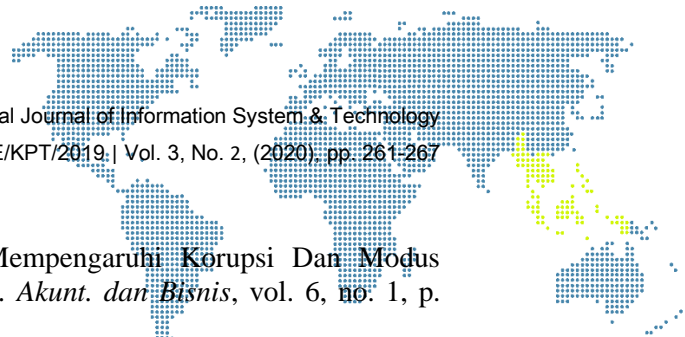 al Journal of Information System & Technology
E/KPT/2019 | Vol. 3, No. 2, (2020), pp. 261-267
Mempengaruhi Korupsi Dan Modus
. Akunt. dan Bisnis, vol. 6, no. 1, p.